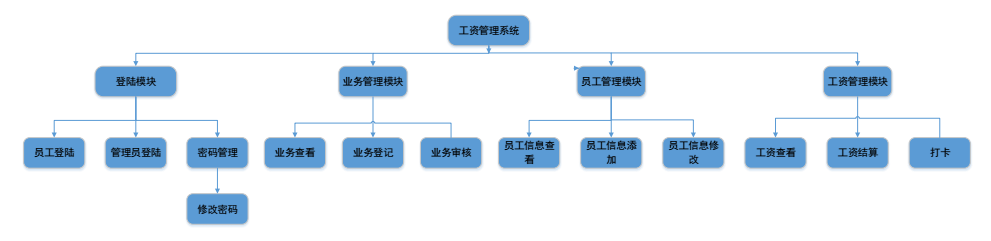 工资管理系统
登陆模块
业务管理模块
员工管理模块
工资管理模块
员工登陆
管理员登陆
密码管理
业务查看
业务登记
业务审核
员工信息查
看
员工信息添
加
员工信息修
改
工资查看
工资结算
打卡
修改密码